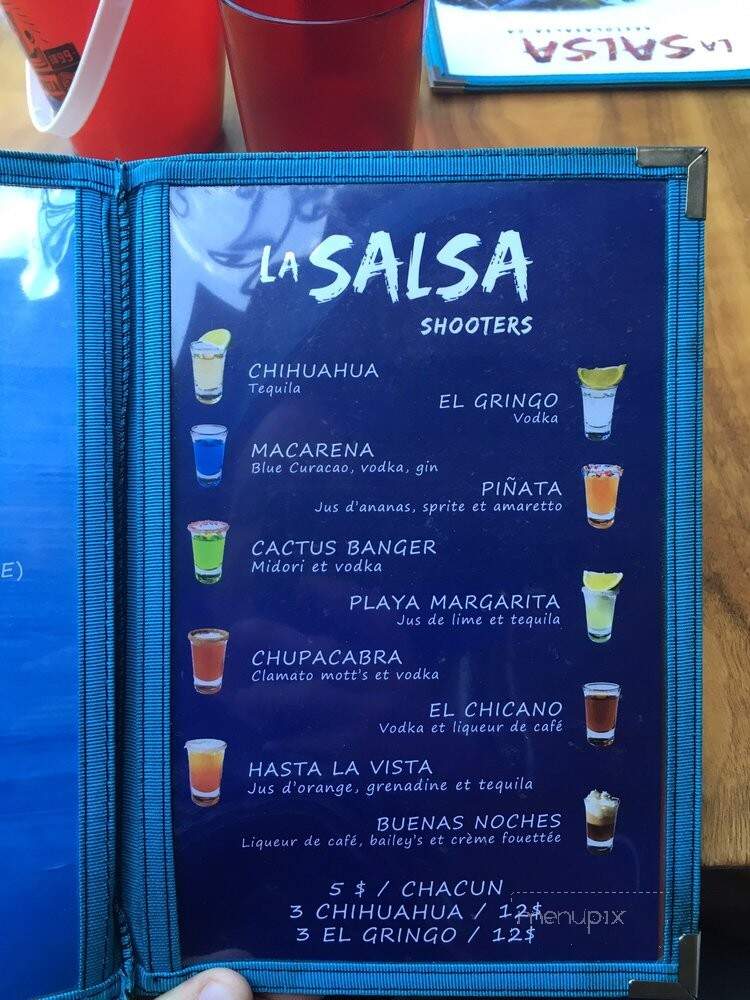 LA SALSA
LA SALSA
SHOOTERS
CHIHUAHUA
Tequila
EL GRINGO
Vodka
MACARENA
Blue Curacao, vodka, gin
PIÑATA
Jus d'ananas, sprite et amaretto
CACTUS BANGER
Midori et vodka
E)
PLAYA MARGARITA
Jus de lime et tequila
CHUPACABRA
Clamato mott's et vodka
EL CHICANO
Vodka et liqueur de café
HASTA LA VISTA
Jus d'orange, grenadine et tequila
BUENAS NOCHES
Liqueur de café, bailey's et crème fouettée
5 $ / CHACUN
3 CHIHUAHUA / 12$
menupix
3 EL GRINGO / 12$